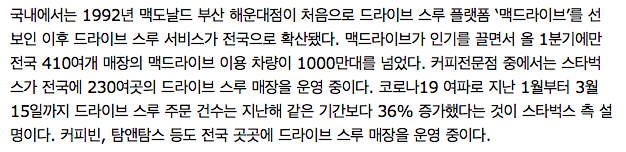 국내에서는 1992년 맥도날드 부산 해운대점이 처음으로 드라이브 스루 플랫폼 ‘맥드라이브’를 선
보인 이후 드라이브 스루 서비스가 전국으로 확산됐다. 맥드라이브가 인기를 끌면서 올 1분기에만
전국 410여개 매장의 맥드라이브 이용 차량이 1000만대를 넘었다. 커피전문점 중에서는 스타벅
스가 전국에 230여곳의 드라이브 스루 매장을 운영 중이다. 코로나19 여파로 지난 1월부터 3월
15일까지 드라이브 스루 주문 건수는 지난해 같은 기간보다 36% 증가했다는 것이 스타벅스 측 설
명이다. 커피빈, 탐앤탐스 등도 전국 곳곳에 드라이브 스루 매장을 운영 중이다.